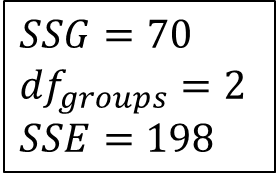 SSG = 70
df_groups = 2
SSE = 198